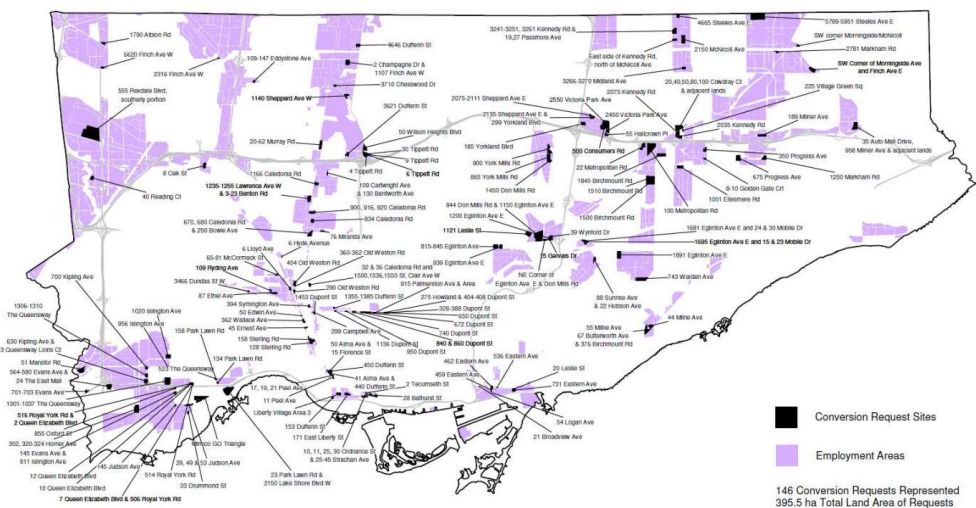 1790 Albion Rd
6620 Finch Ave W
2316 Finch Ave W
109-147 Eddystone Ave
555 Rexdale Blvd,
southerly portion
1140 Sheppard Ave W
4646 Dufferin St
2 Champagne Dr &
1107 Finch Ave W
3710 Chesswood Dr
3621 Dufferin St
50 Wilson Heights Blvd
30 Tippett Rd
9 Tippett Rd
6 Tippett Rd
4 Tippett Rd
20-62 Murray Rd
8 Oak St
1166 Caledonia Rd
1235-1255 Lawrence Ave W
& 3-23 Benton Rd
109 Cartwright Ave
& 130 Bentworth Ave
40 Reading Ct
900, 916, 920 Caledonia Rd
834 Caledonia Rd
670, 680 Caledonia Rd
& 250 Bowie Ave
76 Miranda Ave
6 Hyde Avenue
6 Lloyd Ave
65-81 McCormack St
109 Ryding Ave
3466 Dundas St W
87 Ethel Ave
404 Old Weston Rd
360-362 Old Weston Rd
32 & 36 Caledonia Rd and
1500,1536,1550 St. Clair Ave W
290 Old Weston Rd
1453 Dupont St
1355-1385 Dufferin St
915 Palmerston Ave & Area
275 Howland & 404-408 Dupont St
328-388 Dupont St
650 Dupont St
672 Dupont St
740 Dupont St
840 & 860 Dupont St
950 Dupont St
1136 Dupont St
299 Campbell Ave
394 Symington Ave
50 Edwin Ave
362 Wallace Ave
45 Ernest Ave
158 Sterling Rd
128 Sterling Rd
50 Alma Ave &
15 Florence St
4665 Steeles Ave E
5789-5951 Steeles Ave E
3241-3251, 3261 Kennedy Rd &
19,27 Passmore Ave
2150 McNicoll Ave
SW corner Morningside/McNicoll
2781 Markham Rd
East side of Kennedy Rd,
north of McNicoll Ave
SW Corner of Morningside Ave
and Finch Ave E
3266-3270 Midland Ave
20,40,50,80,100 Cowdray Ct
& adjacent lands
225 Village Green Sq
2075 Kennedy Rd
2035 Kennedy Rd
189 Milner Ave
2550 Victoria Park Ave
2075-2111 Sheppard Ave E
2135 Sheppard Ave E &
299 Yorkland Blvd
2450 Victoria Park Ave
55 Hallcrown Pl
185 Yorkland Blvd
500 Consumers Rd
900 York Mills Rd
865 York Mills Rd
1450 Don Mills Rd
22 Metropolitan Rd
1845 Birchmount Rd
1510 Birchmount Rd
1500 Birchmount Rd
100 Metropolitan Rd
1001 Ellesmere Rd
8-10 Golden Gate Crt
675 Progress Ave
350 Progress Ave
1250 Markham Rd
35 Auto Mall Drive,
958 Milner Ave & adjacent lands
844 Don Mills Rd & 1150 Eglinton Ave E
1200 Eglinton Ave E
1121 Leslie St
39 Wynford Dr
15 Gervais Dr
815-845 Eglinton Ave
939 Eglinton Ave E
NE Corner of
Eglinton Ave E & Don Mills Rd
1681 Eglinton Ave E and 24 & 30 Mobile Dr
1695 Eglinton Ave E and 15 & 23 Mobile Dr
1891 Eglinton Ave E
743 Warden Ave
88 Sunrise Ave
& 22 Hobson Ave
44 Milne Ave
55 Milne Ave
67 Butterworth Ave
& 376 Birchmount Rd
700 Kipling Ave
1306-1310
The Queensway
1020 Islington Ave
956 Islington Ave
158 Park Lawn Rd
134 Park Lawn Rd
523 The Queensway
630 Kipling Ave &
3 Queensway Lions Ct
51 Manstor Rd
564-580 Evans Ave &
24 The East Mall
701-703 Evans Ave
1001-1037 The Queensway
516 Royal York Rd &
2 Queen Elizabeth Blvd
855 Oxford St
302, 320-324 Horner Ave
145 Evans Ave &
811 Islington Ave
12 Queen Elizabeth Blvd
10 Queen Elizabeth Blvd
7 Queen Elizabeth Blvd & 506 Royal York Rd
145 Judson Ave
514 Royal York Rd
33 Drummond St
29, 49 & 53 Judson Ave
Mimico GO Triangle
23 Park Lawn Rd &
2150 Lake Shore Blvd W
17, 19, 21 Peel Ave
11 Peel Ave
Liberty Village Area 3
153 Dufferin St
171 East Liberty St
10, 11, 25, 30 Ordnance St
& 25-45 Strachan Ave
450 Dufferin St
41 Alma Ave &
440 Dufferin St
2 Tecumseth St
28 Bathurst St
462 Eastern Ave
459 Eastern Ave
536 Eastern Ave
20 Leslie St
731 Eastern Ave
54 Logan Ave
21 Broadview Ave
Conversion Request Sites
Employment Areas
146 Conversion Requests Represented
395.5 ha Total Land Area of Requests